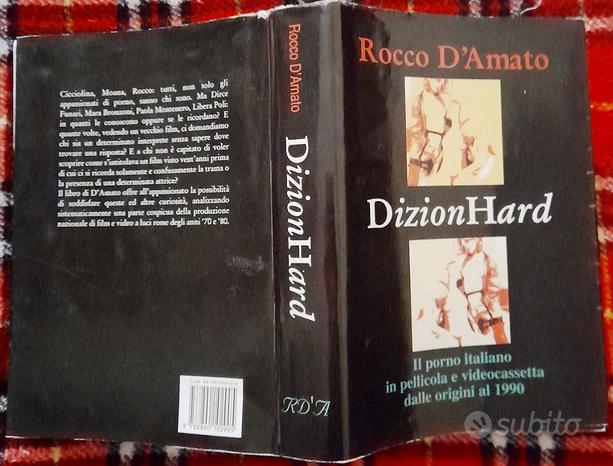 Cicciolina, Moana, Rocco: tutti, non solo gli
appassionati di porno, sanno chi sono. Ma Dirce
Funari, Mara Bronzoni, Paola Montenero, Libera Poli:
in quanti le conoscono oppure se le ricordano? E
quante volte, vedendo un vecchio film, ci domandiamo
chi sia un determinato interprete senza sapere dove
trovare una risposta? E a chi non è capitato di voler
scoprire come s'intitolava un film visto vent'anni prima
di cui ci si ricorda solamente e confusamente la trama o
la presenza di una determinata attrice?
Il libro di D'Amato offre all'appassionato la possibilità
di soddisfare queste ed altre curiosità, analizzando
sistematicamente una parte cospicua della produzione
nazionale di film e video a luci rosse degli anni '70 e '80.
9 788890 102905
Rocco D'Amato
DizionHard
RD'A
Rocco D'Amato
DizionHard
Il porno italiano
in pellicola e videocassetta
dalle origini al 1990
subito